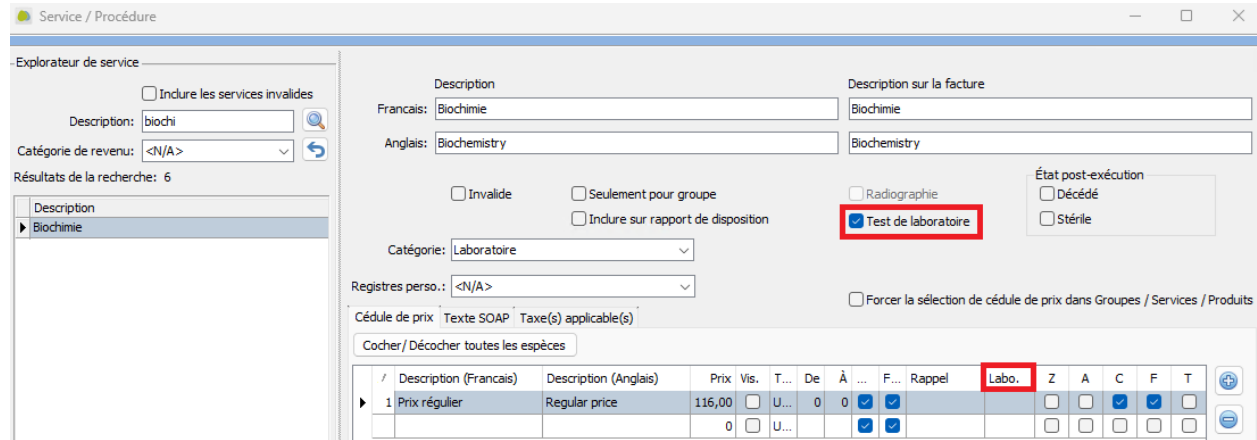 Service / Procédure
Explorateur de service
Inclure les services invalides
Description: biochi
Catégorie de revenu: <N/A>
Résultats de la recherche: 6
Description
Biochimie
Description Description sur la facture
Francais: Biochimie Biochimie
Anglais: Biochemistry Biochemistry
État post-exécution
Invalide Seulement pour groupe Radiographie Décédé
Inclure sur rapport de disposition Test de laboratoire Stérile
Catégorie: Laboratoire
Registres perso.: <N/A>
Forcer la sélection de cédule de prix dans Groupes / Services / Produits
Cédule de prix Texte SOAP Taxe(s) applicable(s)
Cocher/Décocher toutes les espèces
/ Description (Francais) Description (Anglais) Prix Vis. T... De À ... F... Rappel Labo. Z A C F T
1 Prix régulier Regular price 116,00 U... 0 0
0 U...